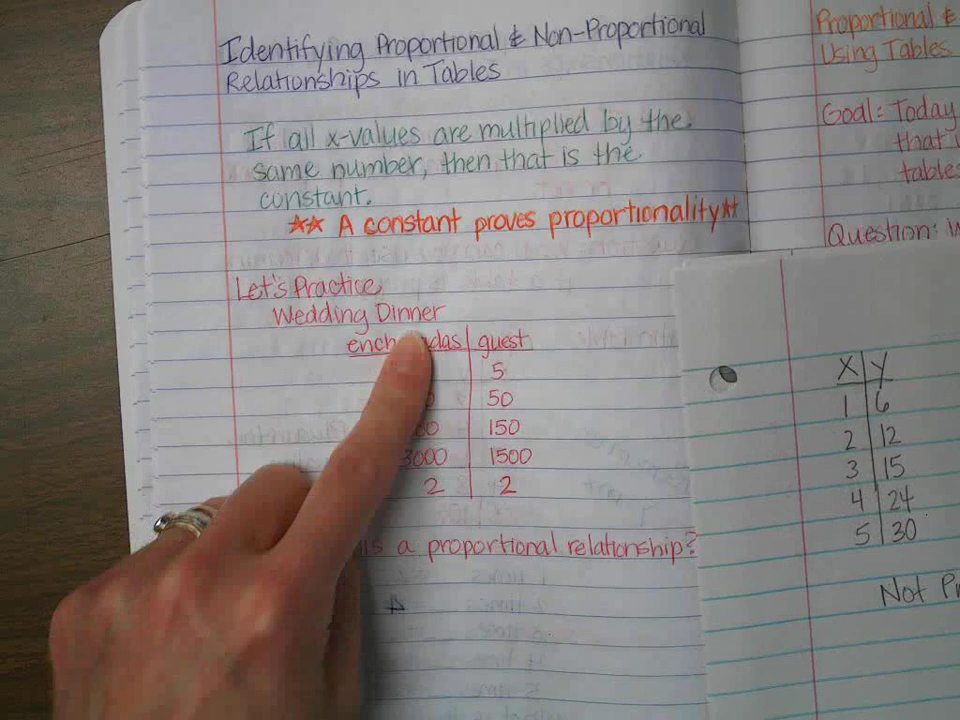 Identifying Proportional & Non-Proportional
Relationships in Tables
If all x-values are multiplied by the
same number, then that is the
constant.
** A constant proves proportionality**
Let's Practice
Wedding Dinner
guest
5
50
150
3000 1500
2 2
is a proportional relationship?
Proportional &
Using Tables
Goal: Today
that
tables
Question:
X Y
1 6
2 12
3 15
4 24
5 30
Not